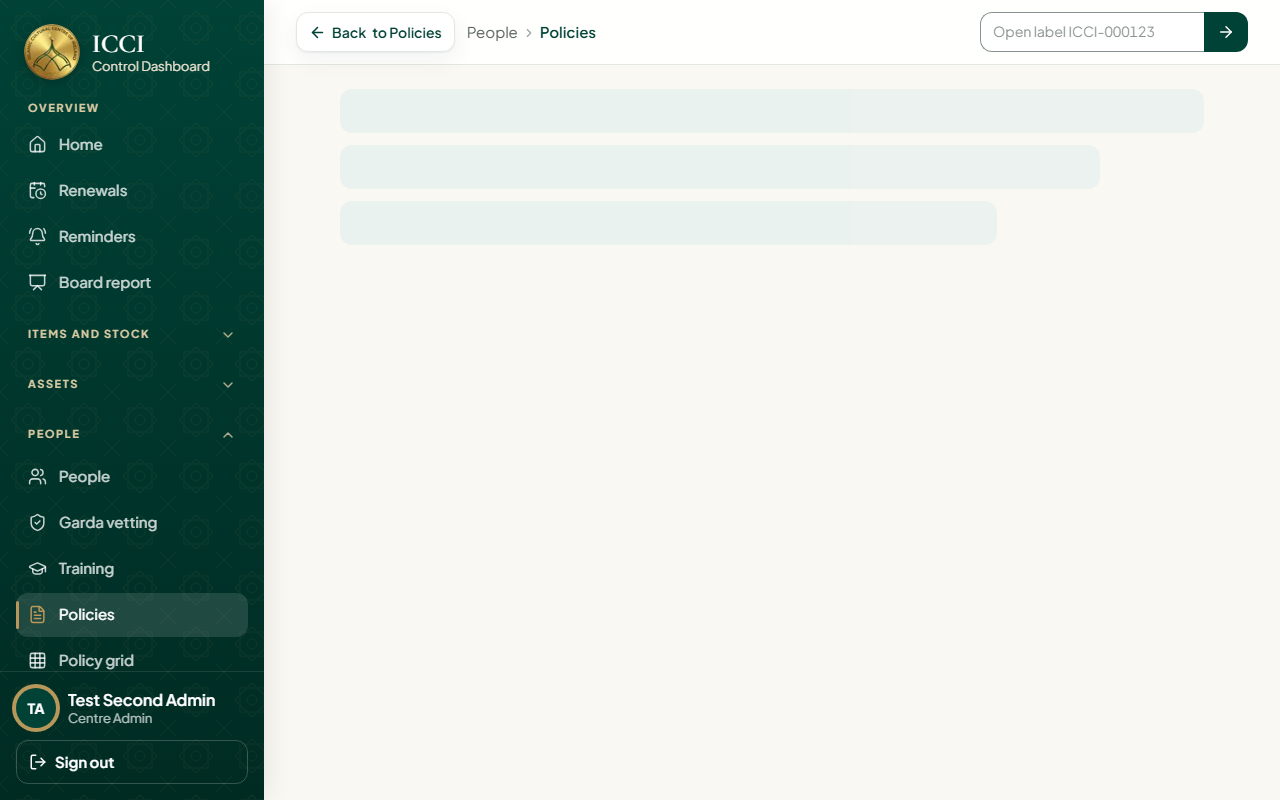 ICCI
Control Dashboard
OVERVIEW
Home
Renewals
Reminders
Board report
ITEMS AND STOCK
ASSETS
PEOPLE
People
Garda vetting
Training
Policies
Policy grid
TA
Test Second Admin
Centre Admin
Sign out
Back to Policies
People > Policies
Open label ICCI-000123